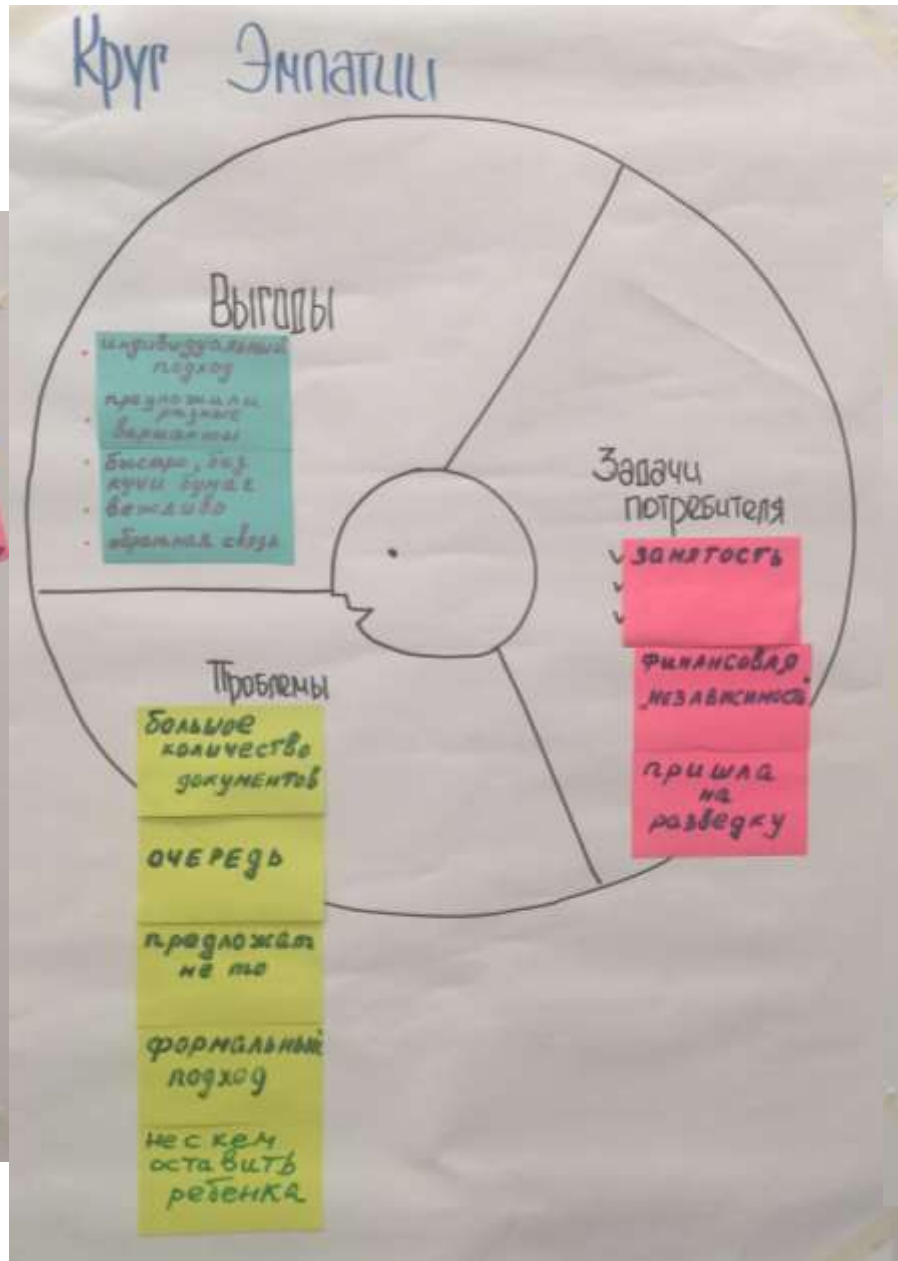 Круг Эмпатии
Выгоды
индивидуальный
подход
предложили
разные
варианты
быстро, без
кучи бумаг
вежливо
обратная связь
Задачи
потребителя
занятость
финансовая
независимость
пришла
на
разведку
Проблемы
большое
количество
документов
очередь
предложат
не то
формальный
подход
не с кем
оставить
ребенка